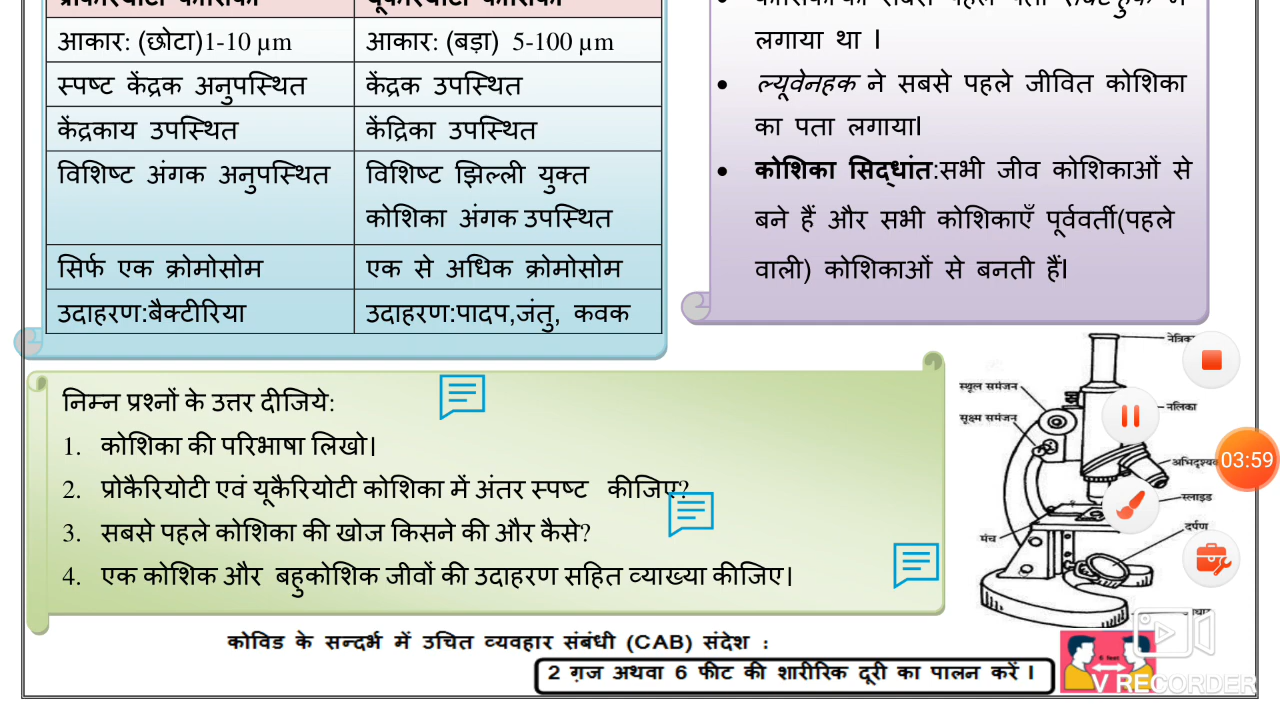 प्रोकैरियोटी कोशिका
यूकैरियोटी कोशिका
आकार: (छोटा)1-10 µm
आकार: (बड़ा) 5-100 µm
स्पष्ट केंद्रक अनुपस्थित
केंद्रक उपस्थित
केंद्रकाय उपस्थित
केंद्रिका उपस्थित
विशिष्ट अंगक अनुपस्थित
विशिष्ट झिल्ली युक्त
कोशिका अंगक उपस्थित
सिर्फ एक क्रोमोसोम
एक से अधिक क्रोमोसोम
उदाहरण:बैक्टीरिया
उदाहरण:पादप,जंतु, कवक
लगाया था ।
• ल्यूवेनहक ने सबसे पहले जीवित कोशिका
का पता लगाया।
• कोशिका सिद्धांत:सभी जीव कोशिकाओं से
बने हैं और सभी कोशिकाएँ पूर्ववर्ती(पहले
वाली) कोशिकाओं से बनती हैं।
निम्न प्रश्नों के उत्तर दीजिये:
1. कोशिका की परिभाषा लिखो।
2. प्रोकैरियोटी एवं यूकैरियोटी कोशिका में अंतर स्पष्ट कीजिए?
3. सबसे पहले कोशिका की खोज किसने की और कैसे?
4. एक कोशिक और बहुकोशिक जीवों की उदाहरण सहित व्याख्या कीजिए।
स्थूल समंजन
सूक्ष्म समंजन
नलिका
स्लाइड
दर्पण
मंच
03:59
कोविड के सन्दर्भ में उचित व्यवहार संबंधी (CAB) संदेश :
2 ग़ज अथवा 6 फीट की शारीरिक दूरी का पालन करें ।
6 feet
V RECORDER